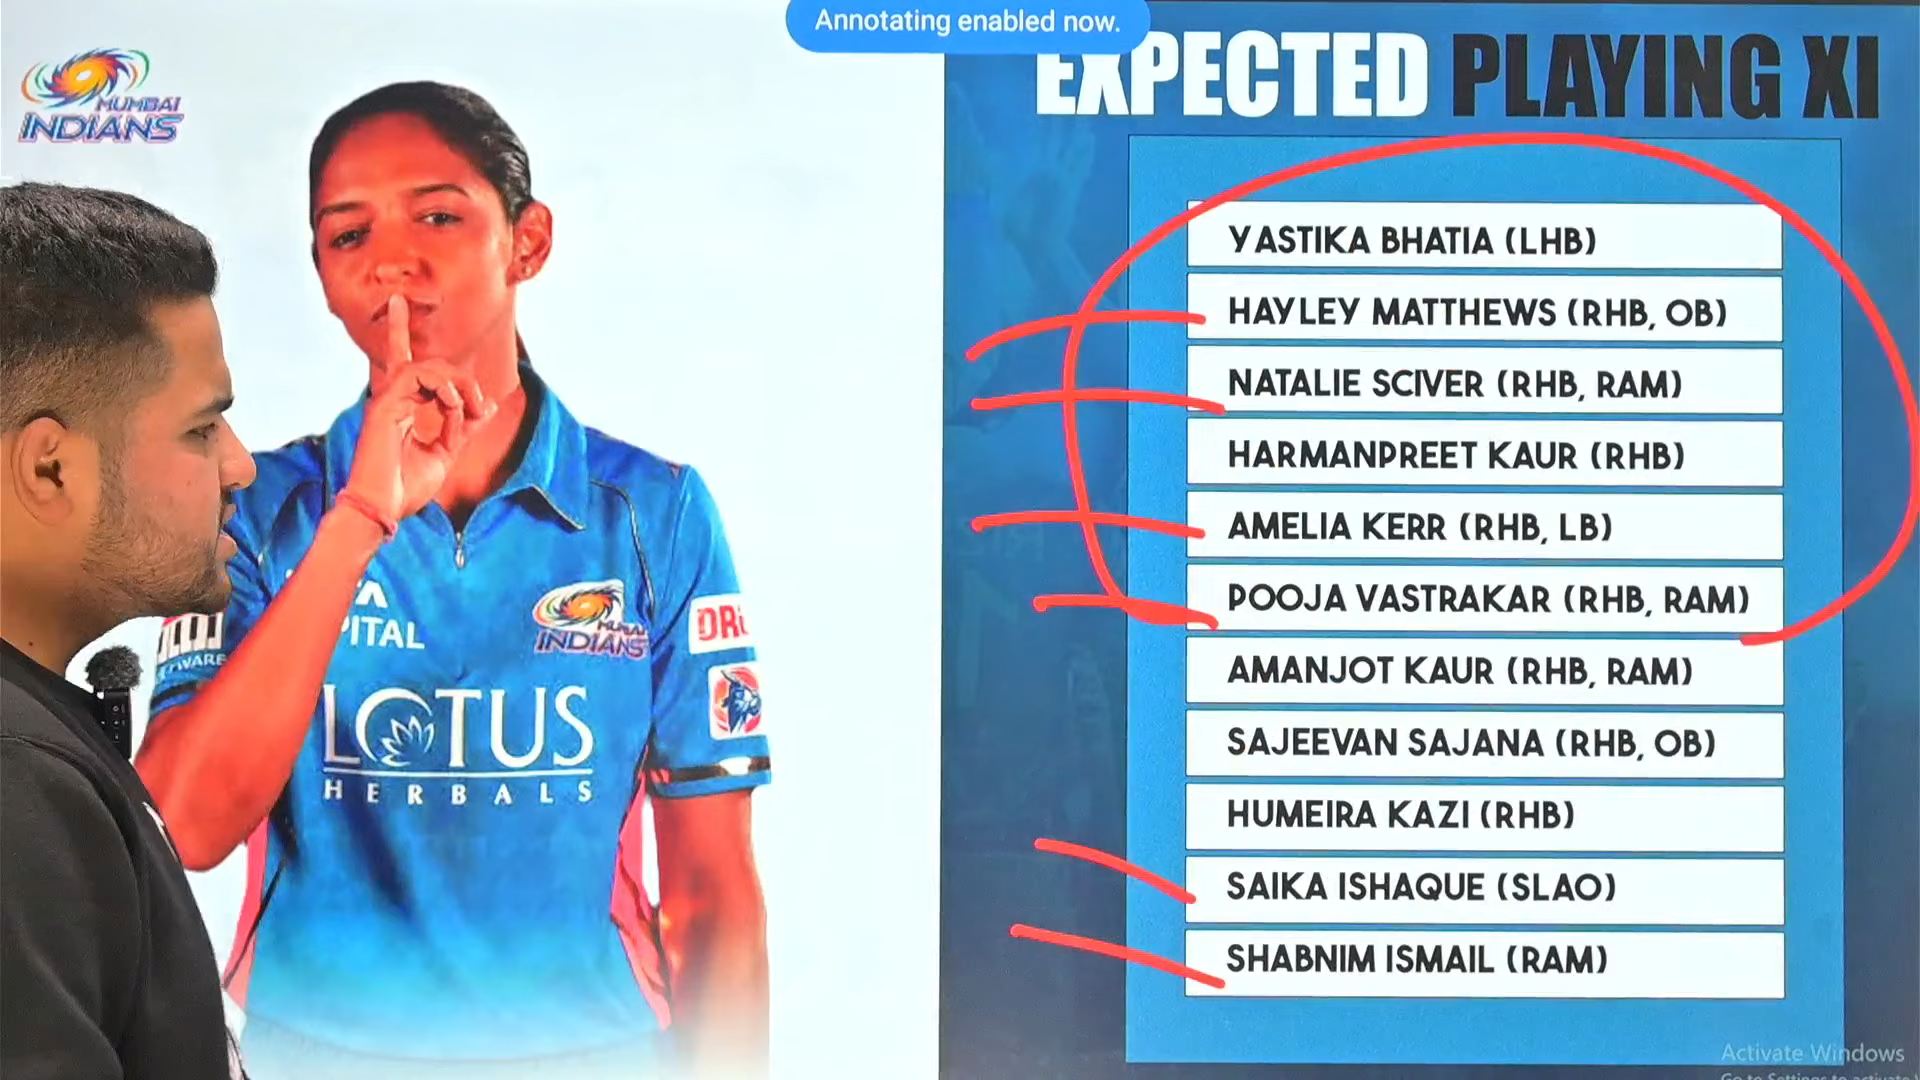 Annotating enabled now.
EXPECTED PLAYING XI
MUMBAI
INDIANS
YASTIKA BHATIA (LHB)
HAYLEY MATTHEWS (RHB, OB)
NATALIE SCIVER (RHB, RAM)
HARMANPREET KAUR (RHB)
AMELIA KERR (RHB, LB)
POOJA VASTRAKAR (RHB, RAM)
AMANJOT KAUR (RHB, RAM)
SAJEEVAN SAJANA (RHB, OB)
HUMEIRA KAZI (RHB)
SAIKA ISHAQUE (SLAO)
SHABNIM ISMAIL (RAM)
MUMBAI
INDIANS
LOTUS
HERBALS
Activate Windows